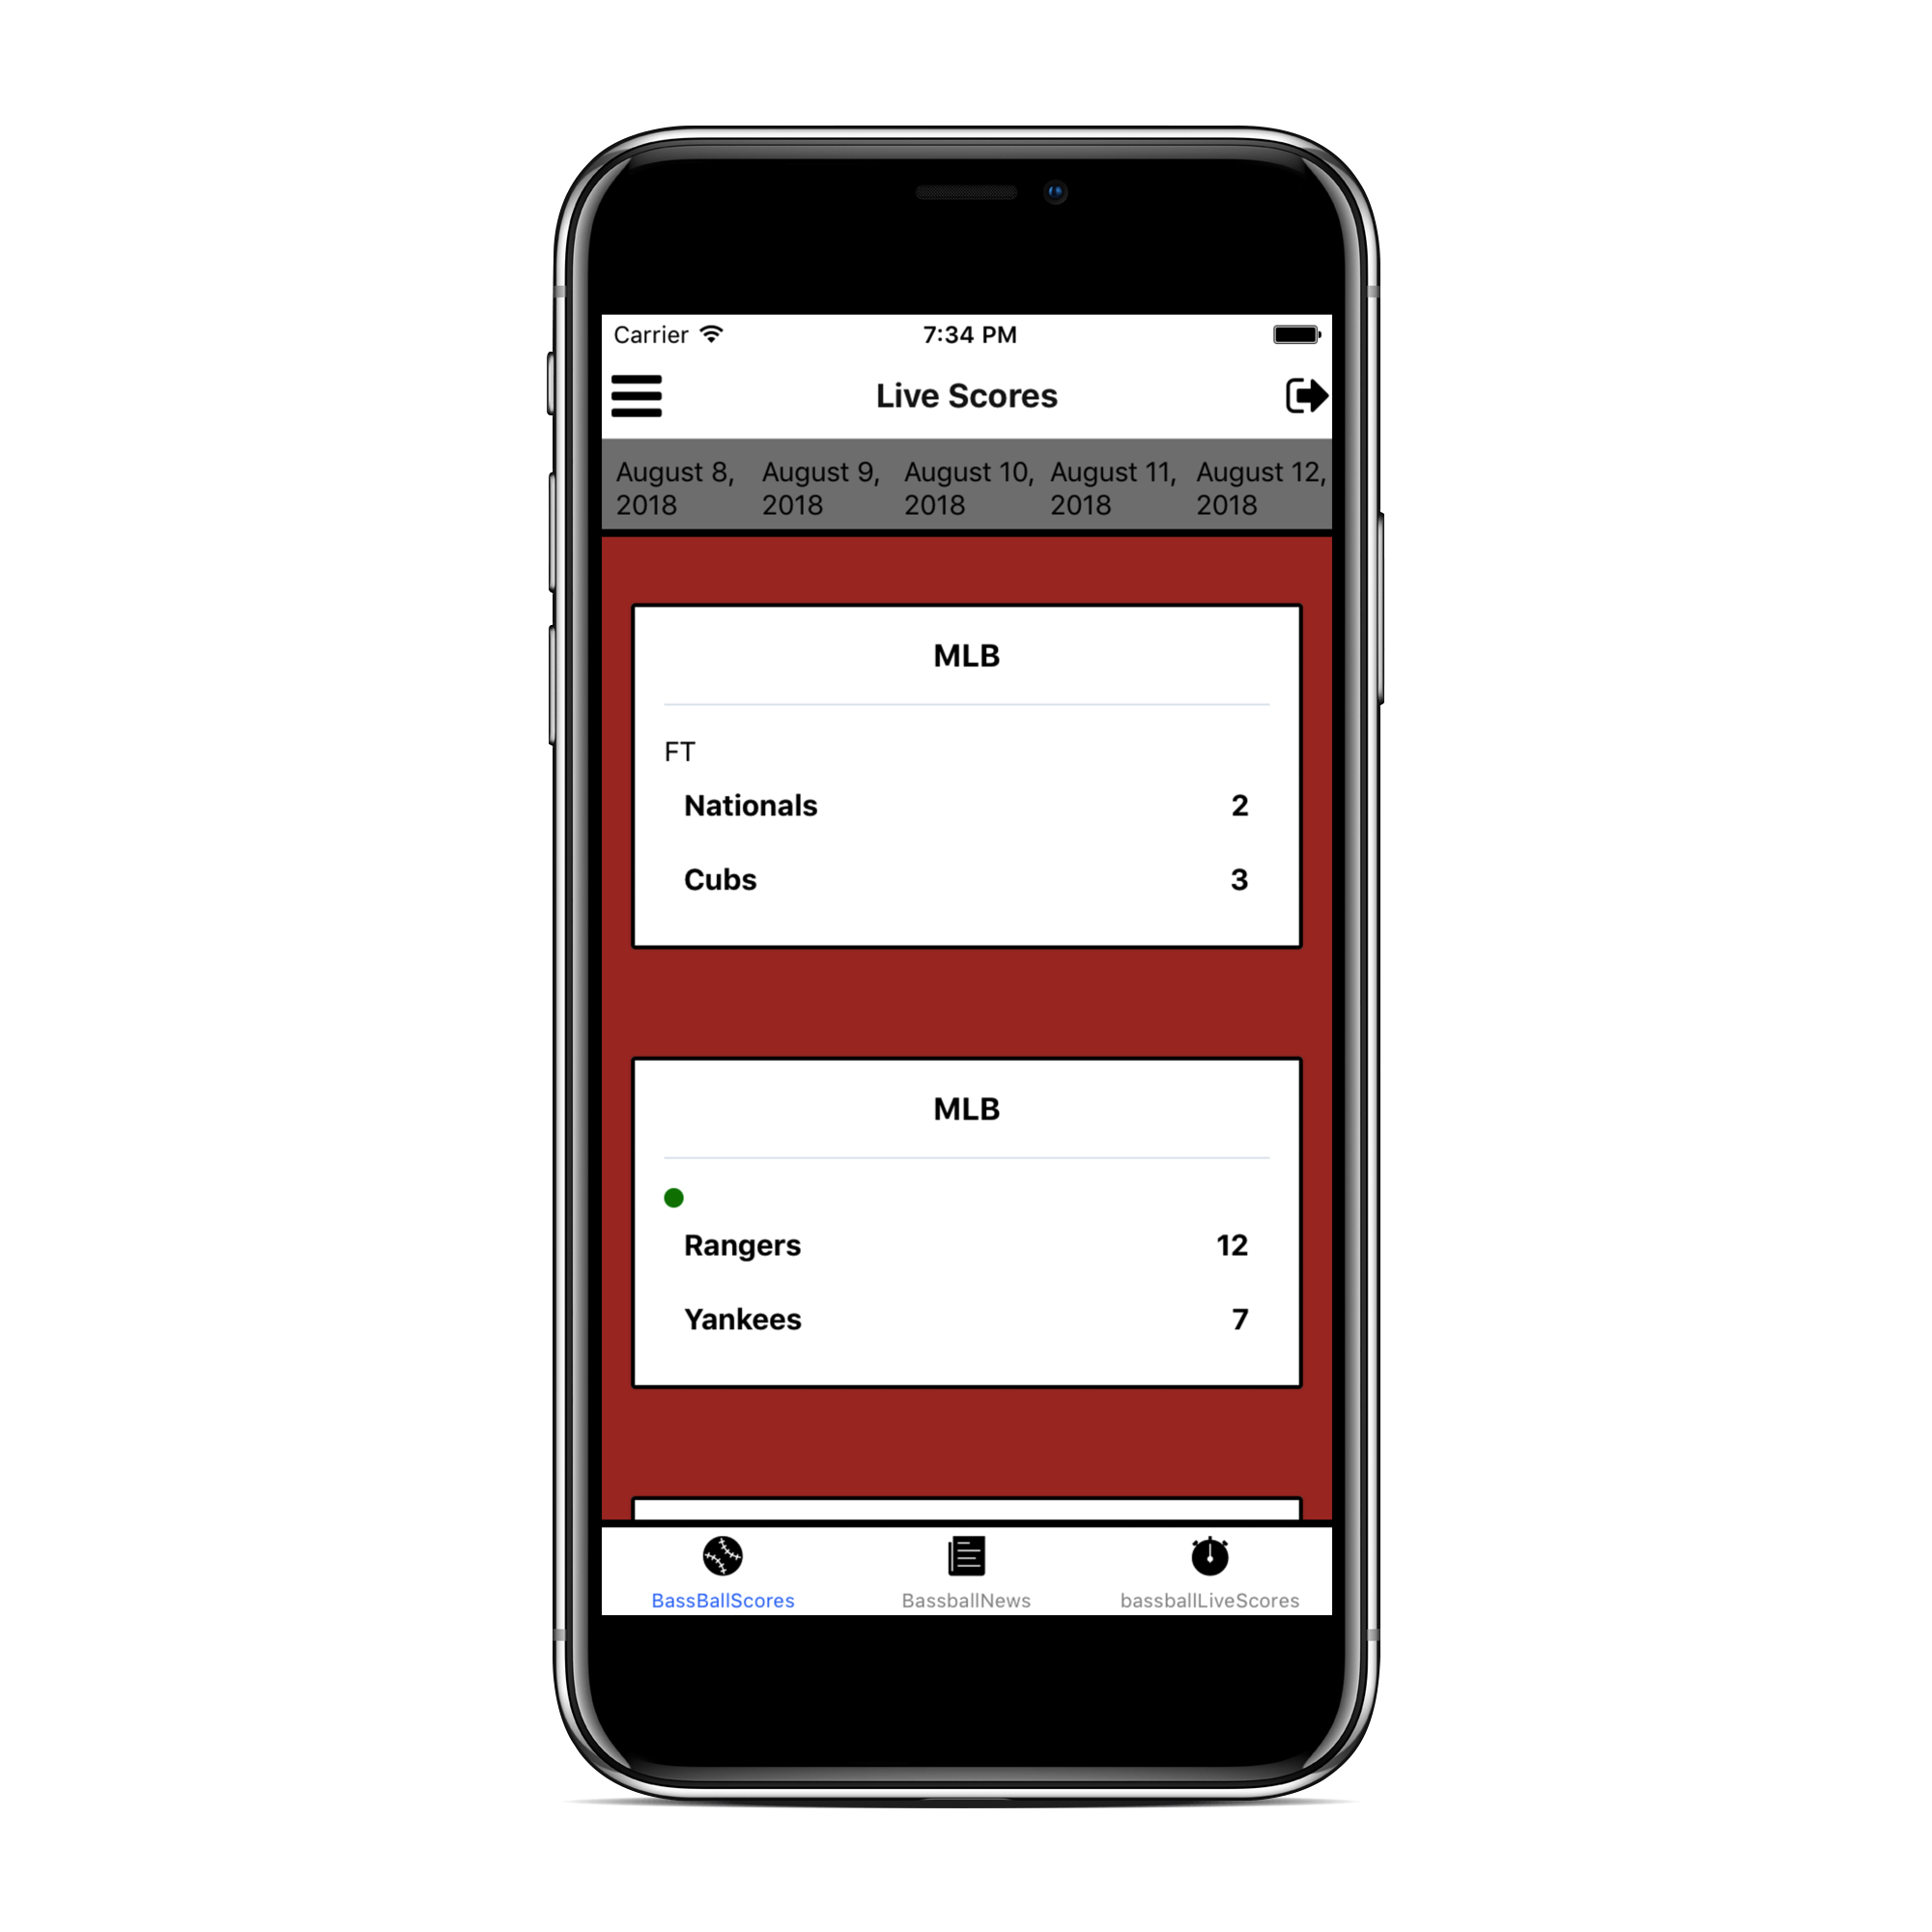 Carrier 7:34 PM
Live Scores
August 8, August 9, August 10, August 11, August 12,
2018 2018 2018 2018 2018
MLB
FT
Nationals 2
Cubs 3
MLB
Rangers 12
Yankees 7
BassBallScores BassballNews bassballLiveScores